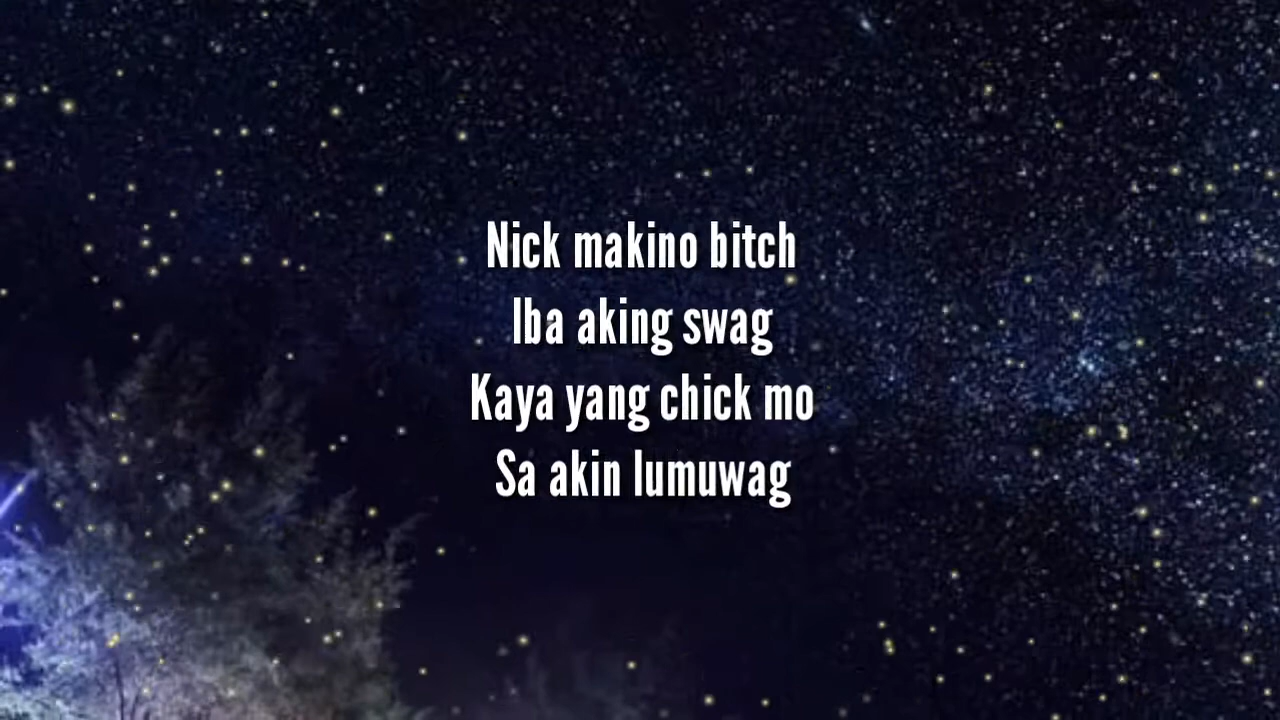 Nick makino bitch
Iba aking swag
Kaya yang chick mo
Sa akin lumuwag